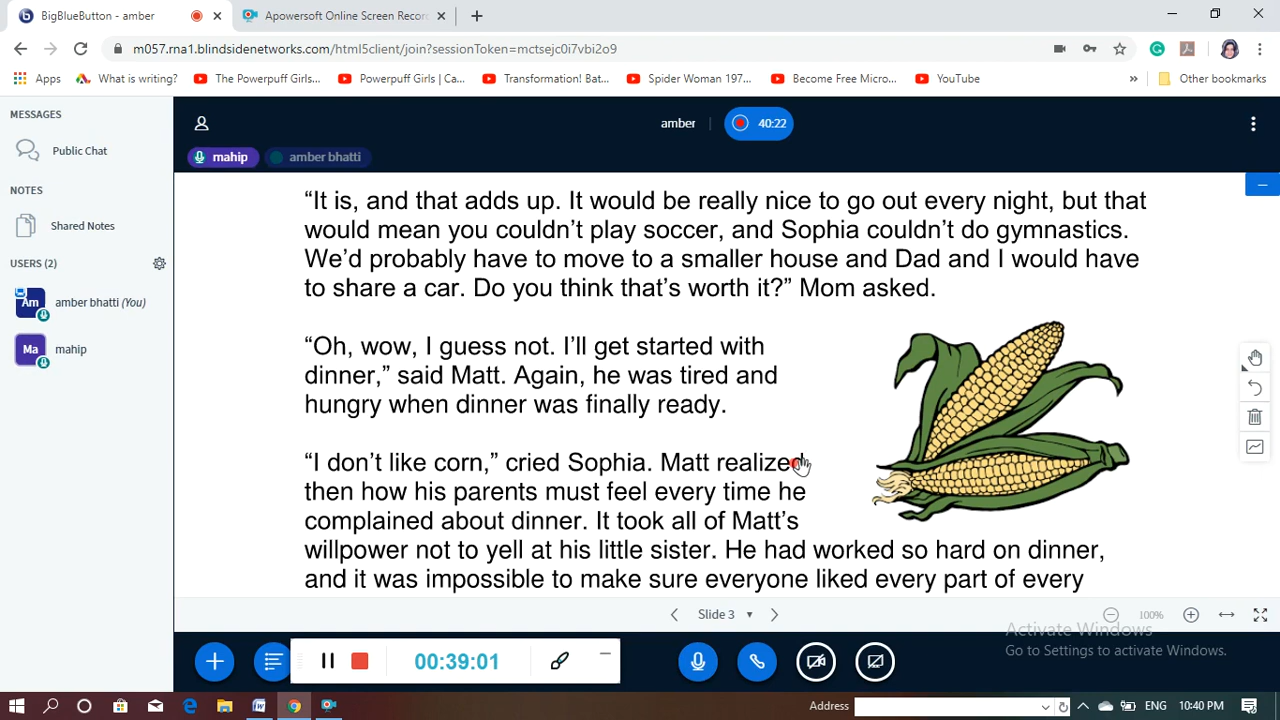 BigBlueButton - amber
Apowersoft Online Screen Recor
m057.rna1.blindsidenetworks.com/html5client/join?sessionToken=mctsejc0i7vbi2o9
Apps
What is writing?
The Powerpuff Girls...
Powerpuff Girls | Ca...
Transformation! Bat...
Spider Woman 197...
Become Free Micro...
YouTube
»
Other bookmarks
MESSAGES
Public Chat
NOTES
Shared Notes
USERS (2)
Am
amber bhatti (You)
Ma
mahip
amber
40:22
mahip
amber bhatti
“It is, and that adds up. It would be really nice to go out every night, but that
would mean you couldn’t play soccer, and Sophia couldn’t do gymnastics.
We’d probably have to move to a smaller house and Dad and I would have
to share a car. Do you think that’s worth it?” Mom asked.
“Oh, wow, I guess not. I’ll get started with
dinner,” said Matt. Again, he was tired and
hungry when dinner was finally ready.
“I don’t like corn,” cried Sophia. Matt realized
then how his parents must feel every time he
complained about dinner. It took all of Matt’s
willpower not to yell at his little sister. He had worked so hard on dinner,
and it was impossible to make sure everyone liked every part of every
Slide 3
100%
Activate Windows
Go to Settings to activate Windows.
00:39:01
Address
ENG
10:40 PM